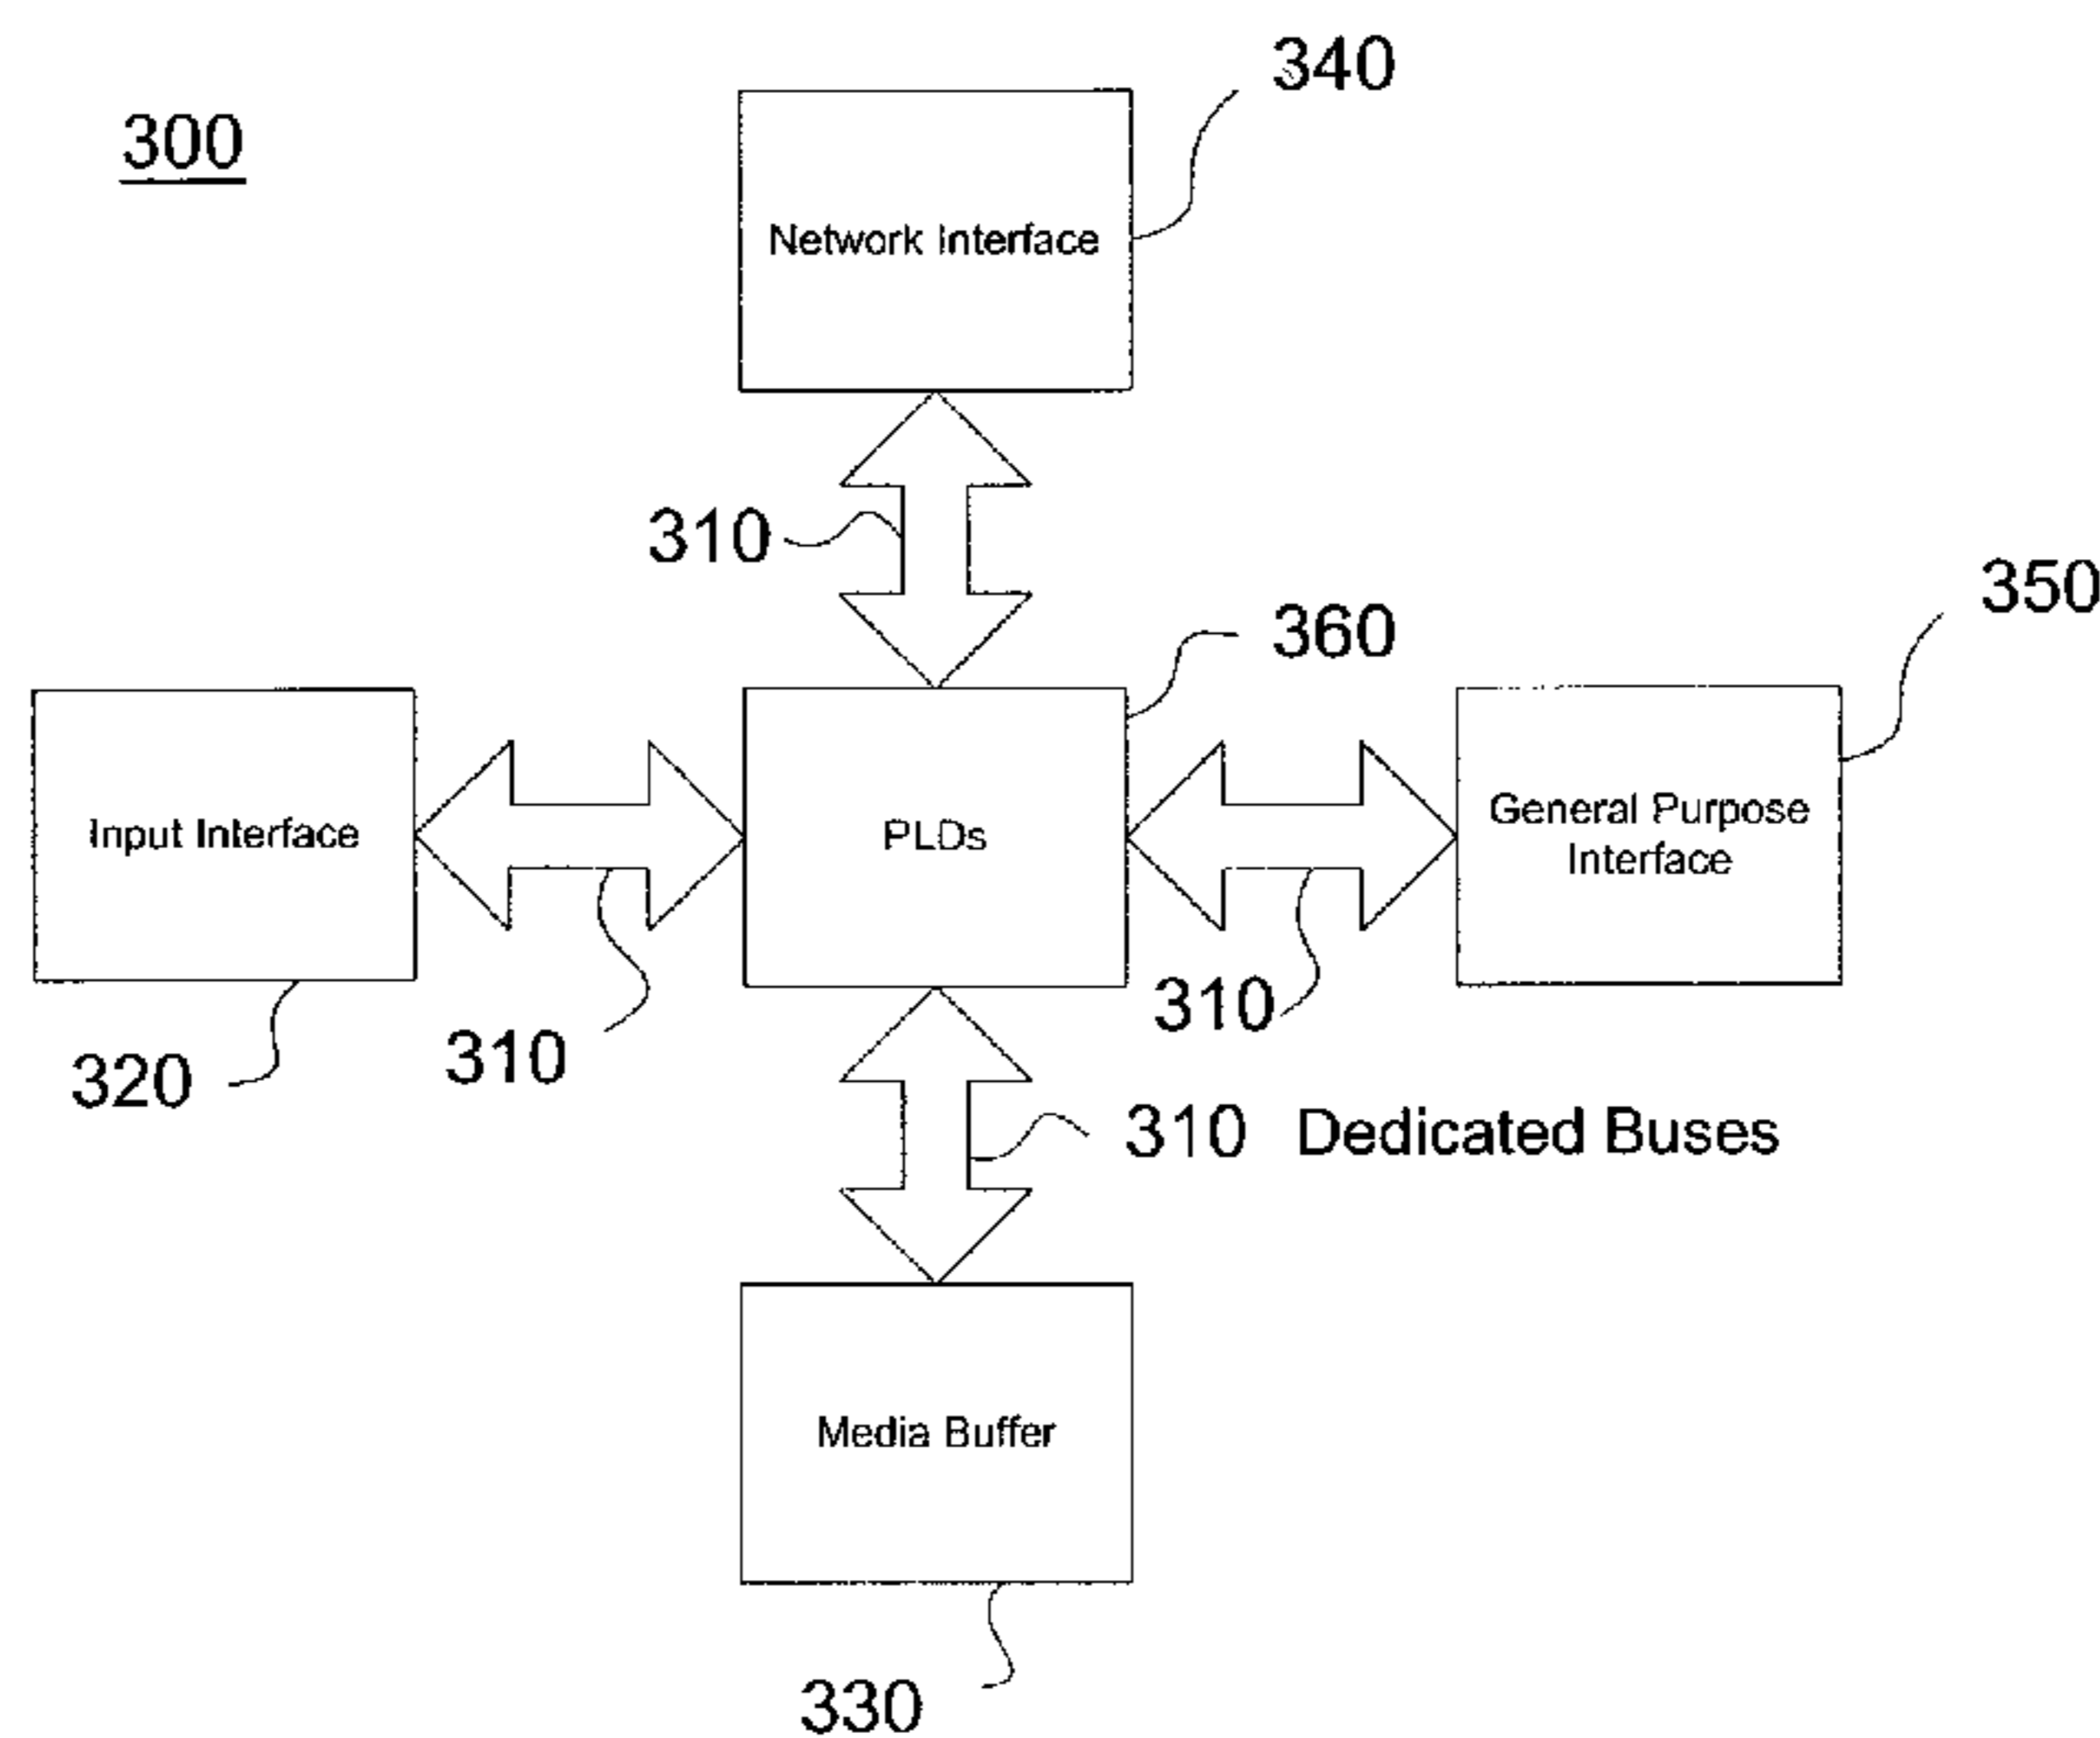 340
300
Network Interface
310
350
360
Input Interface
PLDs
General Purpose
Interface
310
310
320
310 Dedicated Buses
Media Buffer
330